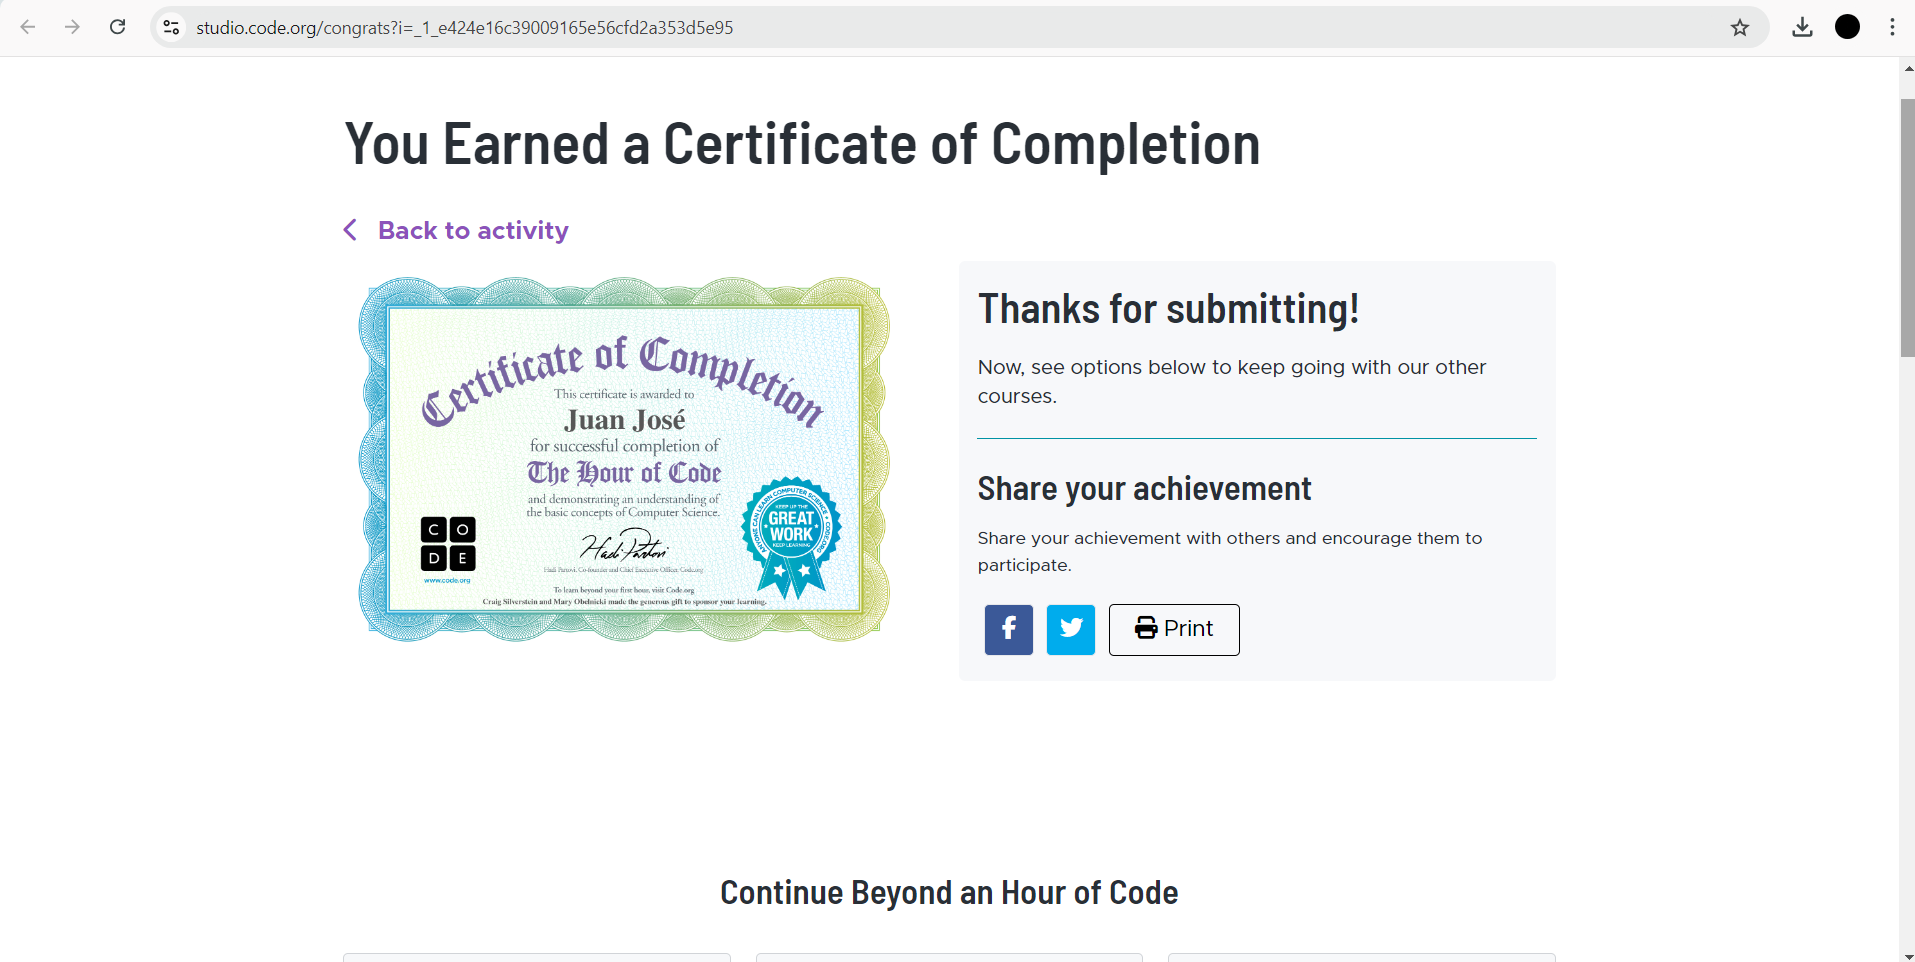 studio.code.org/congrats?i=_1_e424e16c39009165e56cfd2a353d5e95
You Earned a Certificate of Completion
Back to activity
Certificate of Completion
This certificate is awarded to
Juan José
for successful completion of
The Hour of Code
and demonstrating an understanding of
the basic concepts of Computer Science.
Hadi Partovi
Hadi Partovi, Co-founder and Chief Executive Officer, Code.org
To learn beyond your first hour, visit Code.org
Craig Silverstein and Mary Obelnicki made the generous gift to sponsor your learning.
C O
D E
www.code.org
ANYONE CAN LEARN COMPUTER SCIENCE
CODE.ORG
KEEP UP THE
GREAT
WORK
KEEP LEARNING
Thanks for submitting!
Now, see options below to keep going with our other
courses.
Share your achievement
Share your achievement with others and encourage them to
participate.
Print
Continue Beyond an Hour of Code